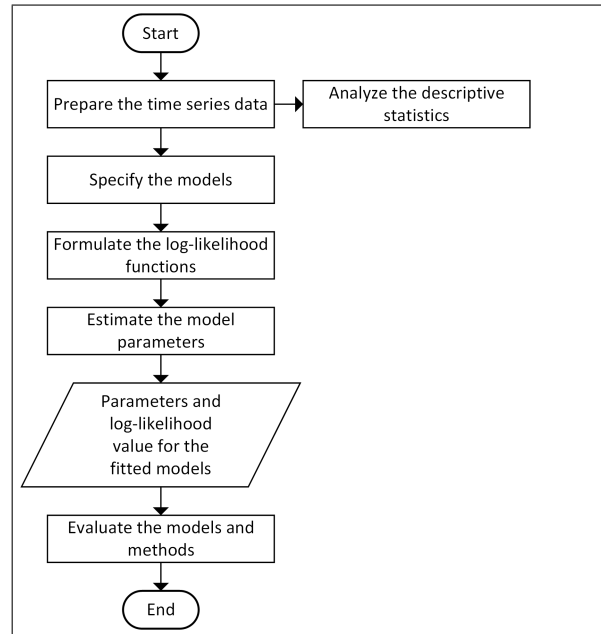 Start
Prepare the time series data
Analyze the descriptive
statistics
Specify the models
Formulate the log-likelihood
functions
Estimate the model
parameters
Parameters and
log-likelihood
value for the
fitted models
Evaluate the models and
methods
End